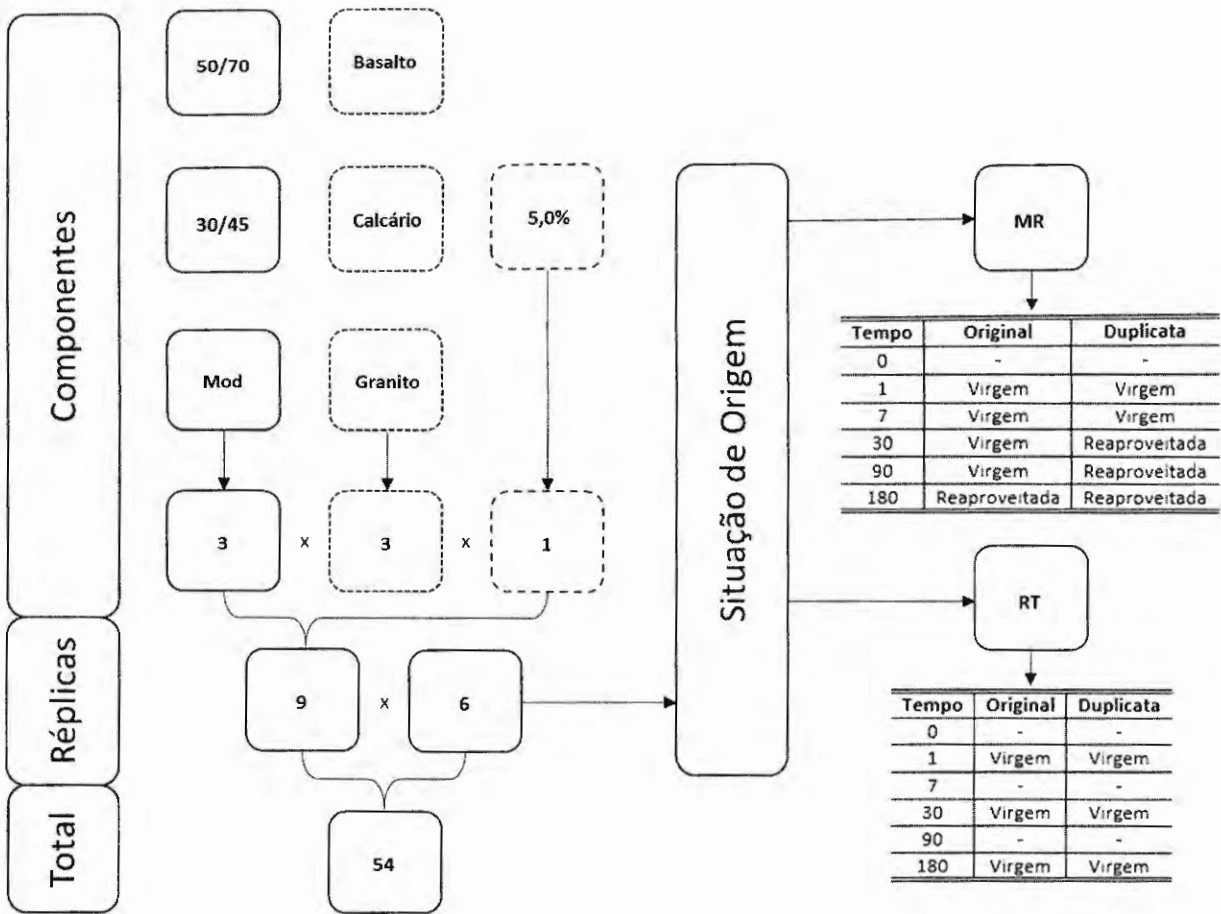 Componentes
50/70 Basalto
30/45 Calcário 5,0%
Mod Granito
3 x 3 x 1
Réplicas
9 x 6
Total
54
Situação de Origem
MR
Tempo Original Duplicata
0 - -
1 Virgem Virgem
7 Virgem Virgem
30 Virgem Reaproveitada
90 Virgem Reaproveitada
180 Reaproveitada Reaproveitada
RT
Tempo Original Duplicata
0 - -
1 Virgem Virgem
7 - -
30 Virgem Virgem
90 - -
180 Virgem Virgem